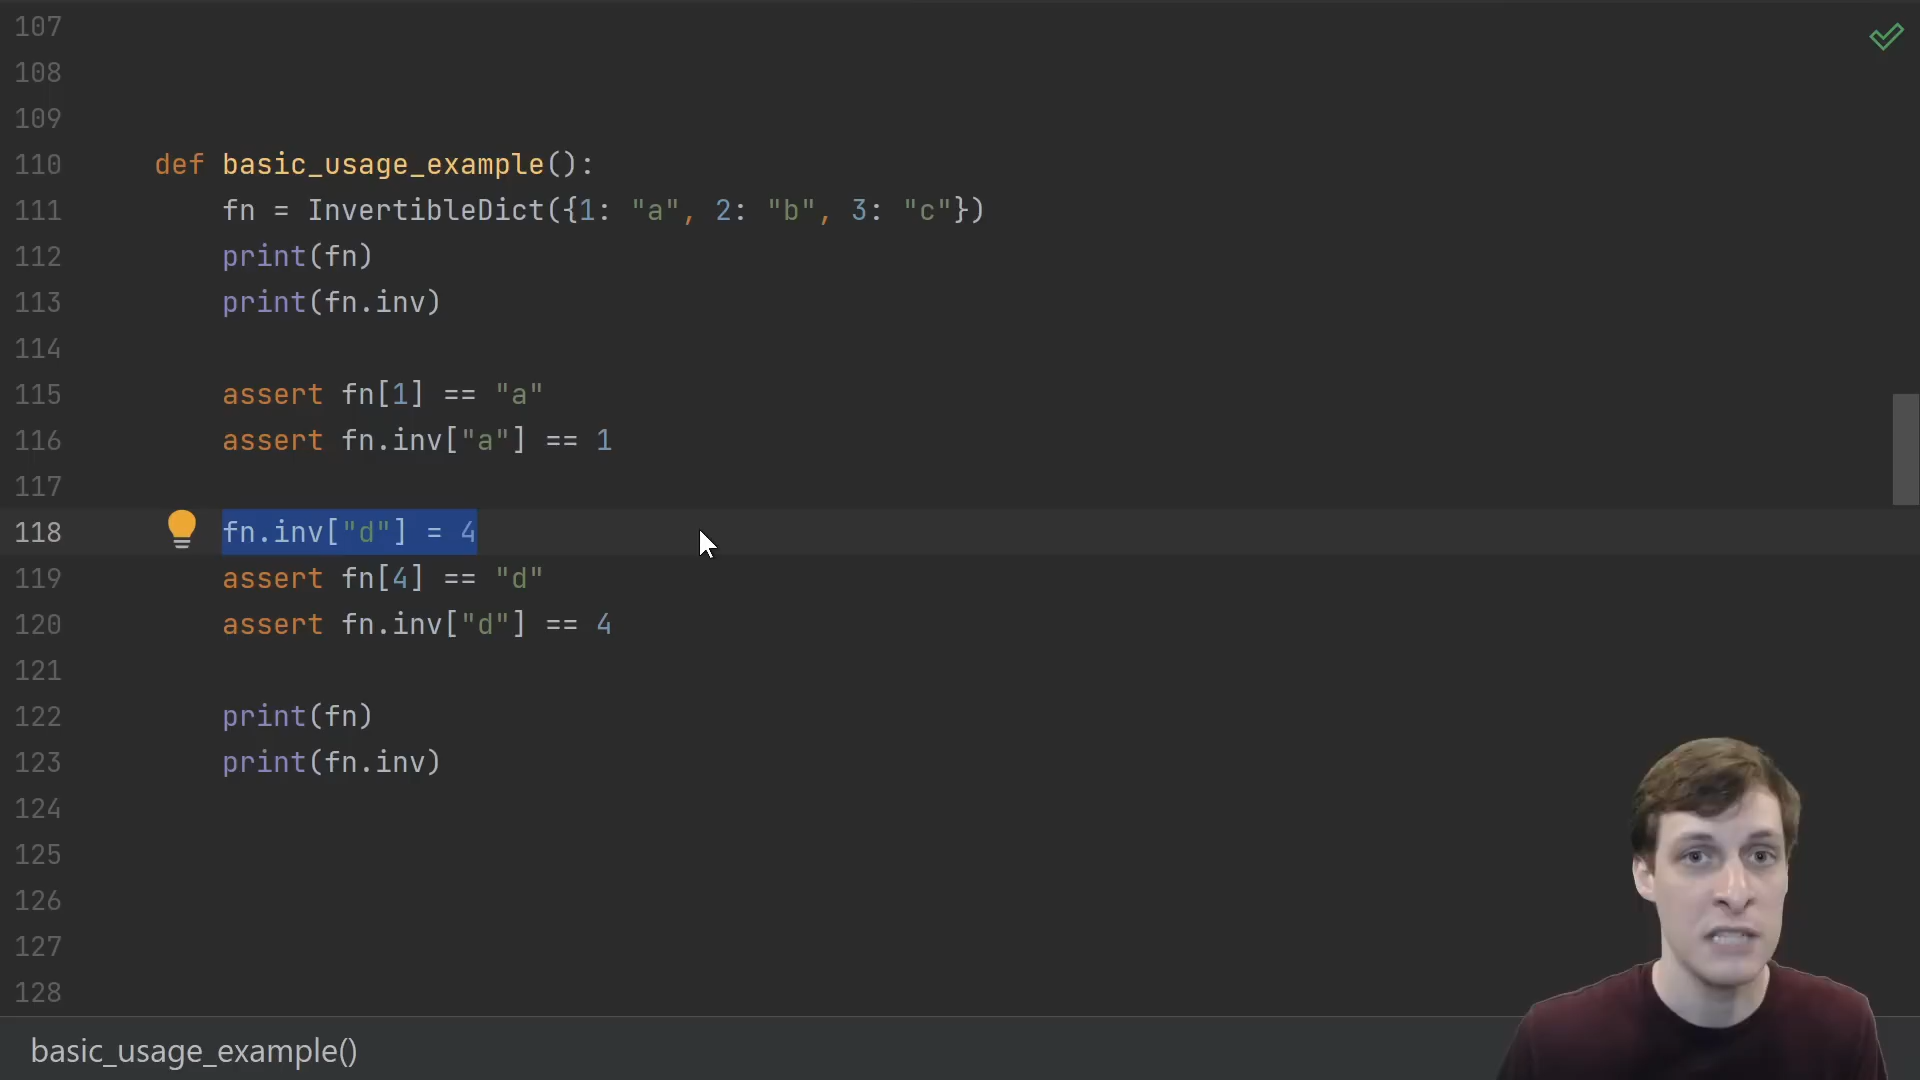 107
108
109
110 def basic_usage_example():
111 fn = InvertibleDict({1: "a", 2: "b", 3: "c"})
112 print(fn)
113 print(fn.inv)
114
115 assert fn[1] == "a"
116 assert fn.inv["a"] == 1
117
118 fn.inv["d"] = 4
119 assert fn[4] == "d"
120 assert fn.inv["d"] == 4
121
122 print(fn)
123 print(fn.inv)
124
125
126
127
128
basic_usage_example()